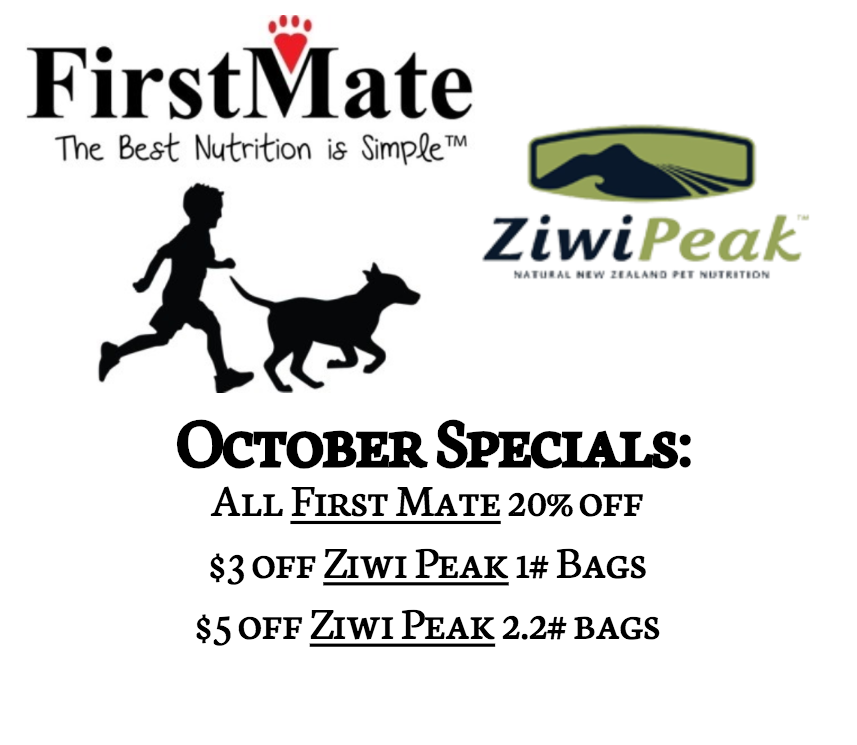 FirstMate
The Best Nutrition is Simple™
ZiwiPeak™
NATURAL NEW ZEALAND PET NUTRITION
October Specials:
All First Mate 20% off
$3 off Ziwi Peak 1# Bags
$5 off Ziwi Peak 2.2# bags